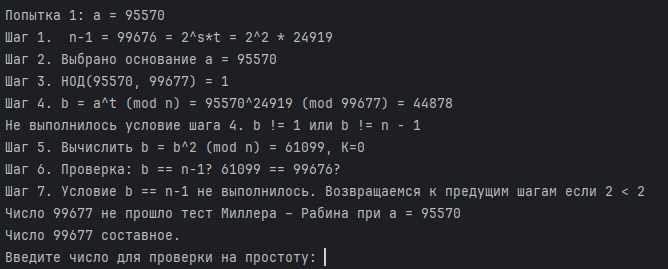 Попытка 1: a = 95570
Шаг 1.  n-1 = 99676 = 2^s*t = 2^2 * 24919
Шаг 2. Выбрано основание a = 95570
Шаг 3. НОД(95570, 99677) = 1
Шаг 4. b = a^t (mod n) = 95570^24919 (mod 99677) = 44878
Не выполнилось условие шага 4. b != 1 или b != n - 1
Шаг 5. Вычислить b = b^2 (mod n) = 61099, K=0
Шаг 6. Проверка: b == n-1? 61099 == 99676?
Шаг 7. Условие b == n-1 не выполнилось. Возвращаемся к предущим шагам если 2 < 2
Число 99677 не прошло тест Миллера – Рабина при a = 95570
Число 99677 составное.
Введите число для проверки на простоту: